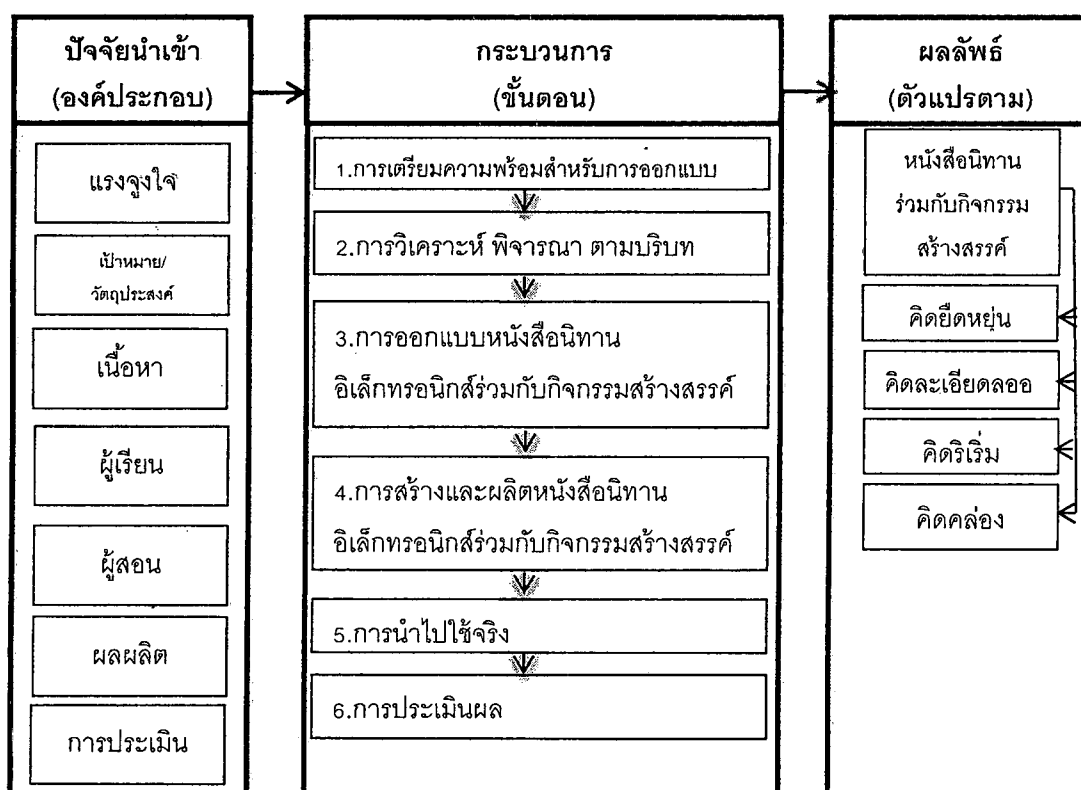 ปัจจัยนำเข้า
(องค์ประกอบ)
แรงจูงใจ
เป้าหมาย/
วัตถุประสงค์
เนื้อหา
ผู้เรียน
ผู้สอน
ผลผลิต
การประเมิน
กระบวนการ
(ขั้นตอน)
1.การเตรียมความพร้อมสำหรับการออกแบบ
2.การวิเคราะห์ พิจารณา ตามบริบท
3.การออกแบบหนังสือนิทาน
อิเล็กทรอนิกส์ร่วมกับกิจกรรมสร้างสรรค์
4.การสร้างและผลิตหนังสือนิทาน
อิเล็กทรอนิกส์ร่วมกับกิจกรรมสร้างสรรค์
5.การนำไปใช้จริง
6.การประเมินผล
ผลลัพธ์
(ตัวแปรตาม)
หนังสือนิทาน
ร่วมกับกิจกรรม
สร้างสรรค์
คิดยืดหยุ่น
คิดละเอียดลออ
คิดริเริ่ม
คิดคล่อง